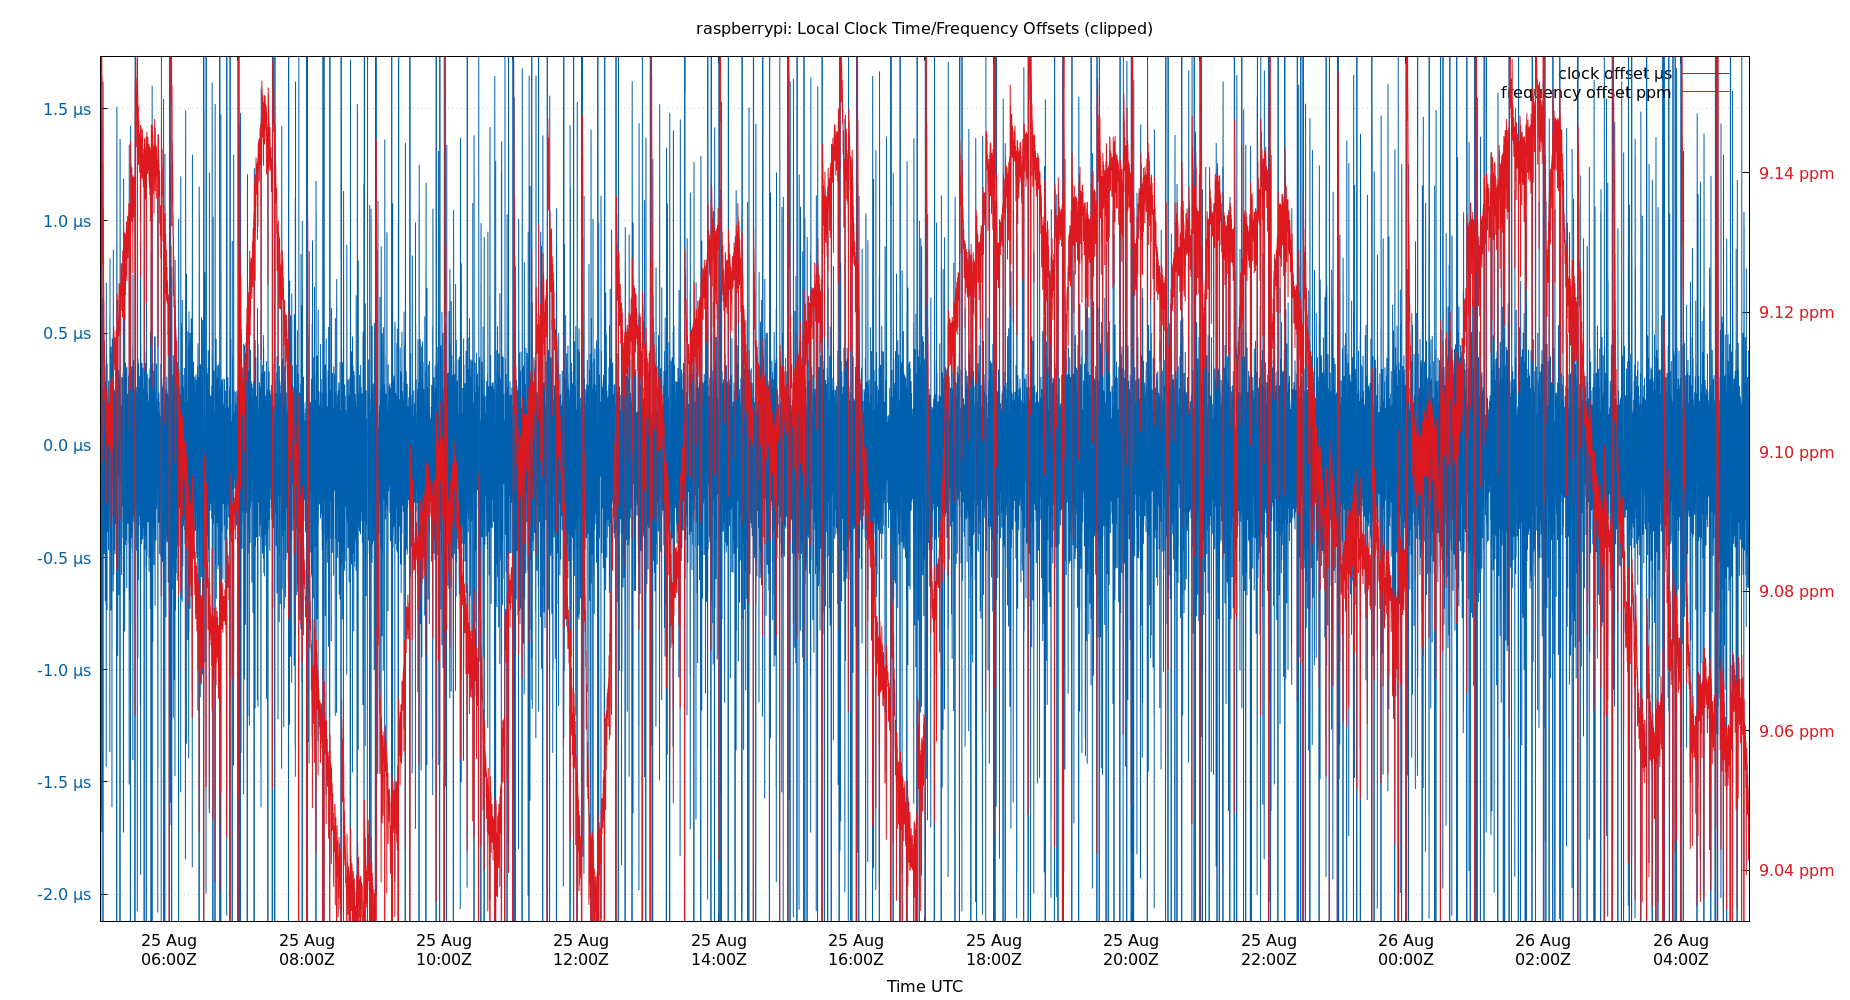 raspberrypi: Local Clock Time/Frequency Offsets (clipped)
clock offset µs
frequency offset ppm
1.5 µs
1.0 µs
0.5 µs
0.0 µs
-0.5 µs
-1.0 µs
-1.5 µs
-2.0 µs
9.14 ppm
9.12 ppm
9.10 ppm
9.08 ppm
9.06 ppm
9.04 ppm
25 Aug
06:00Z
25 Aug
08:00Z
25 Aug
10:00Z
25 Aug
12:00Z
25 Aug
14:00Z
25 Aug
16:00Z
25 Aug
18:00Z
25 Aug
20:00Z
25 Aug
22:00Z
26 Aug
00:00Z
26 Aug
02:00Z
26 Aug
04:00Z
Time UTC